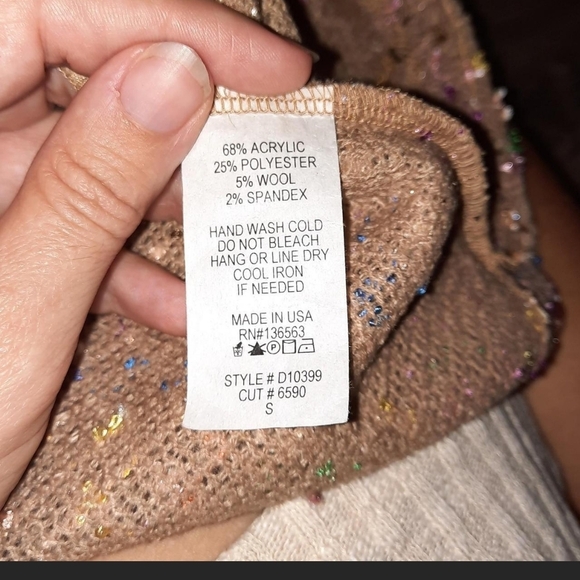 68% ACRYLIC
25% POLYESTER
5% WOOL
2% SPANDEX
HAND WASH COLD
DO NOT BLEACH
HANG OR LINE DRY
COOL IRON
IF NEEDED
MADE IN USA
RN#136563
STYLE # D10399
CUT # 6590
S